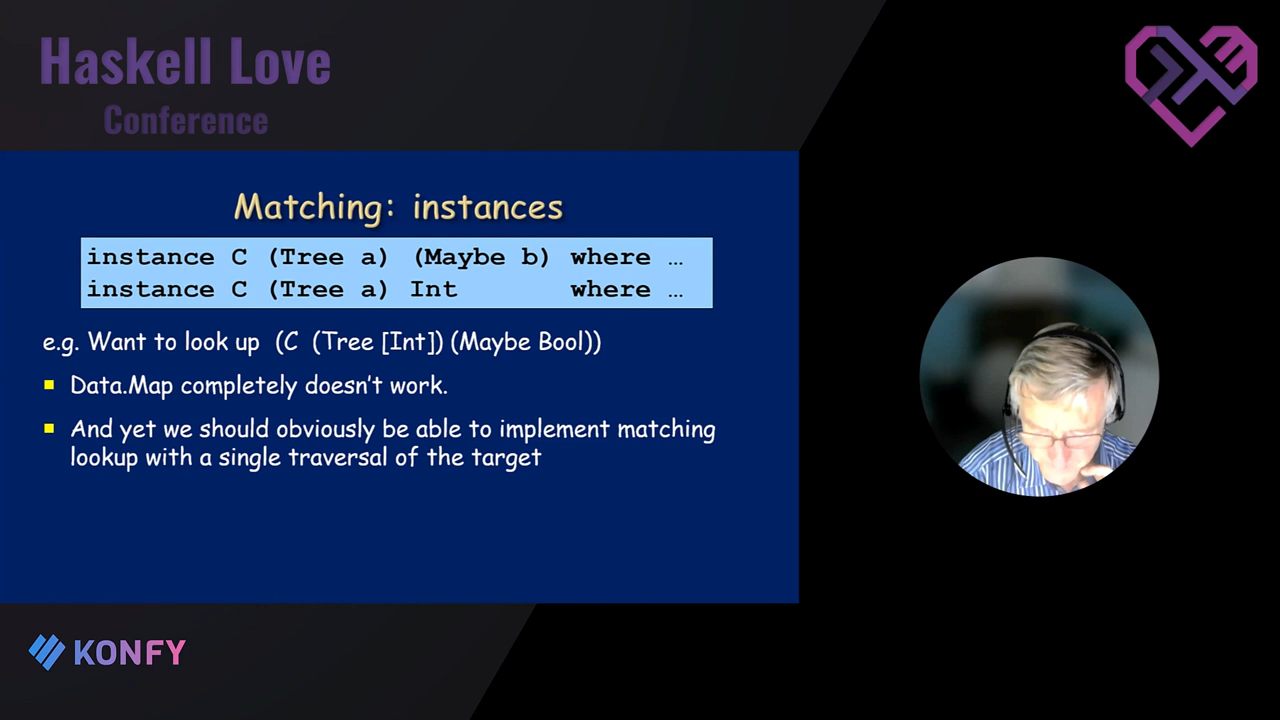 Haskell Love
Conference
Matching: instances
instance C (Tree a) (Maybe b) where …
instance C (Tree a) Int where …
e.g. Want to look up (C (Tree [Int]) (Maybe Bool))
Data.Map completely doesn't work.
And yet we should obviously be able to implement matching
lookup with a single traversal of the target
KONFY